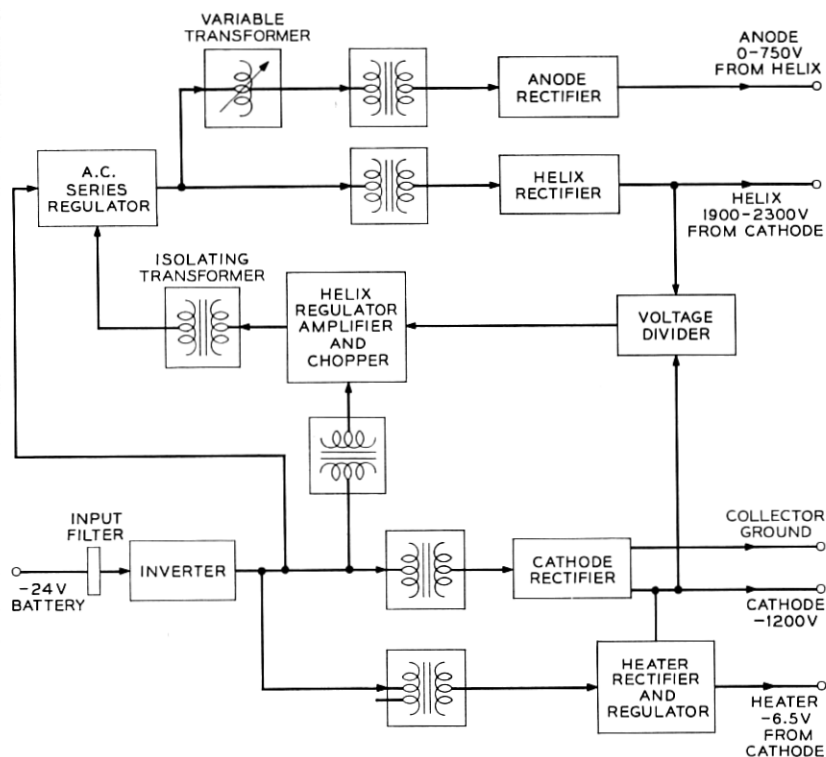 VARIABLE
TRANSFORMER
ANODE
0-750V
FROM HELIX
ANODE
RECTIFIER
A.C.
SERIES
REGULATOR
HELIX
RECTIFIER
HELIX
1900-2300V
FROM CATHODE
ISOLATING
TRANSFORMER
HELIX
REGULATOR
AMPLIFIER
AND
CHOPPER
VOLTAGE
DIVIDER
INPUT
FILTER
-24V
BATTERY
INVERTER
CATHODE
RECTIFIER
COLLECTOR
GROUND
CATHODE
-1200V
HEATER
RECTIFIER
AND
REGULATOR
HEATER
-6.5V
FROM
CATHODE